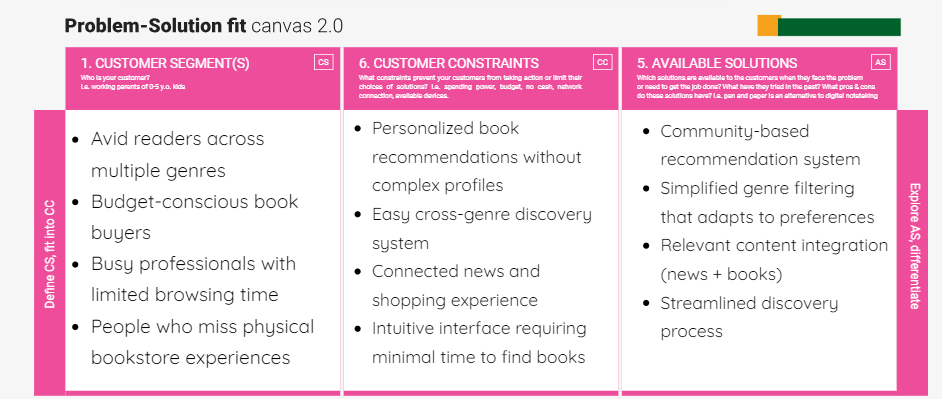 Problem-Solution fit canvas 2.0
1. CUSTOMER SEGMENT(S)
CS
Who is your customer?
i.e. working parents of 0-5 y.o. kids
6. CUSTOMER CONSTRAINTS
CC
What constraints prevent your customers from taking action or limit their
choices of solutions? i.e. spending power, budget, no cash, network
connection, available devices.
5. AVAILABLE SOLUTIONS
AS
Which solutions are available to the customers when they face the problem
or need to get the job done? What have they tried in the past? What pros & cons
do these solutions have? i.e. pen and paper is an alternative to digital notetaking
Define CS, fit into CC
• Avid readers across
multiple genres
• Budget-conscious book
buyers
• Busy professionals with
limited browsing time
• People who miss physical
bookstore experiences
• Personalized book
recommendations without
complex profiles
• Easy cross-genre discovery
system
• Connected news and
shopping experience
• Intuitive interface requiring
minimal time to find books
• Community-based
recommendation system
• Simplified genre filtering
that adapts to preferences
• Relevant content integration
(news + books)
• Streamlined discovery
process
Explore AS, differentiate